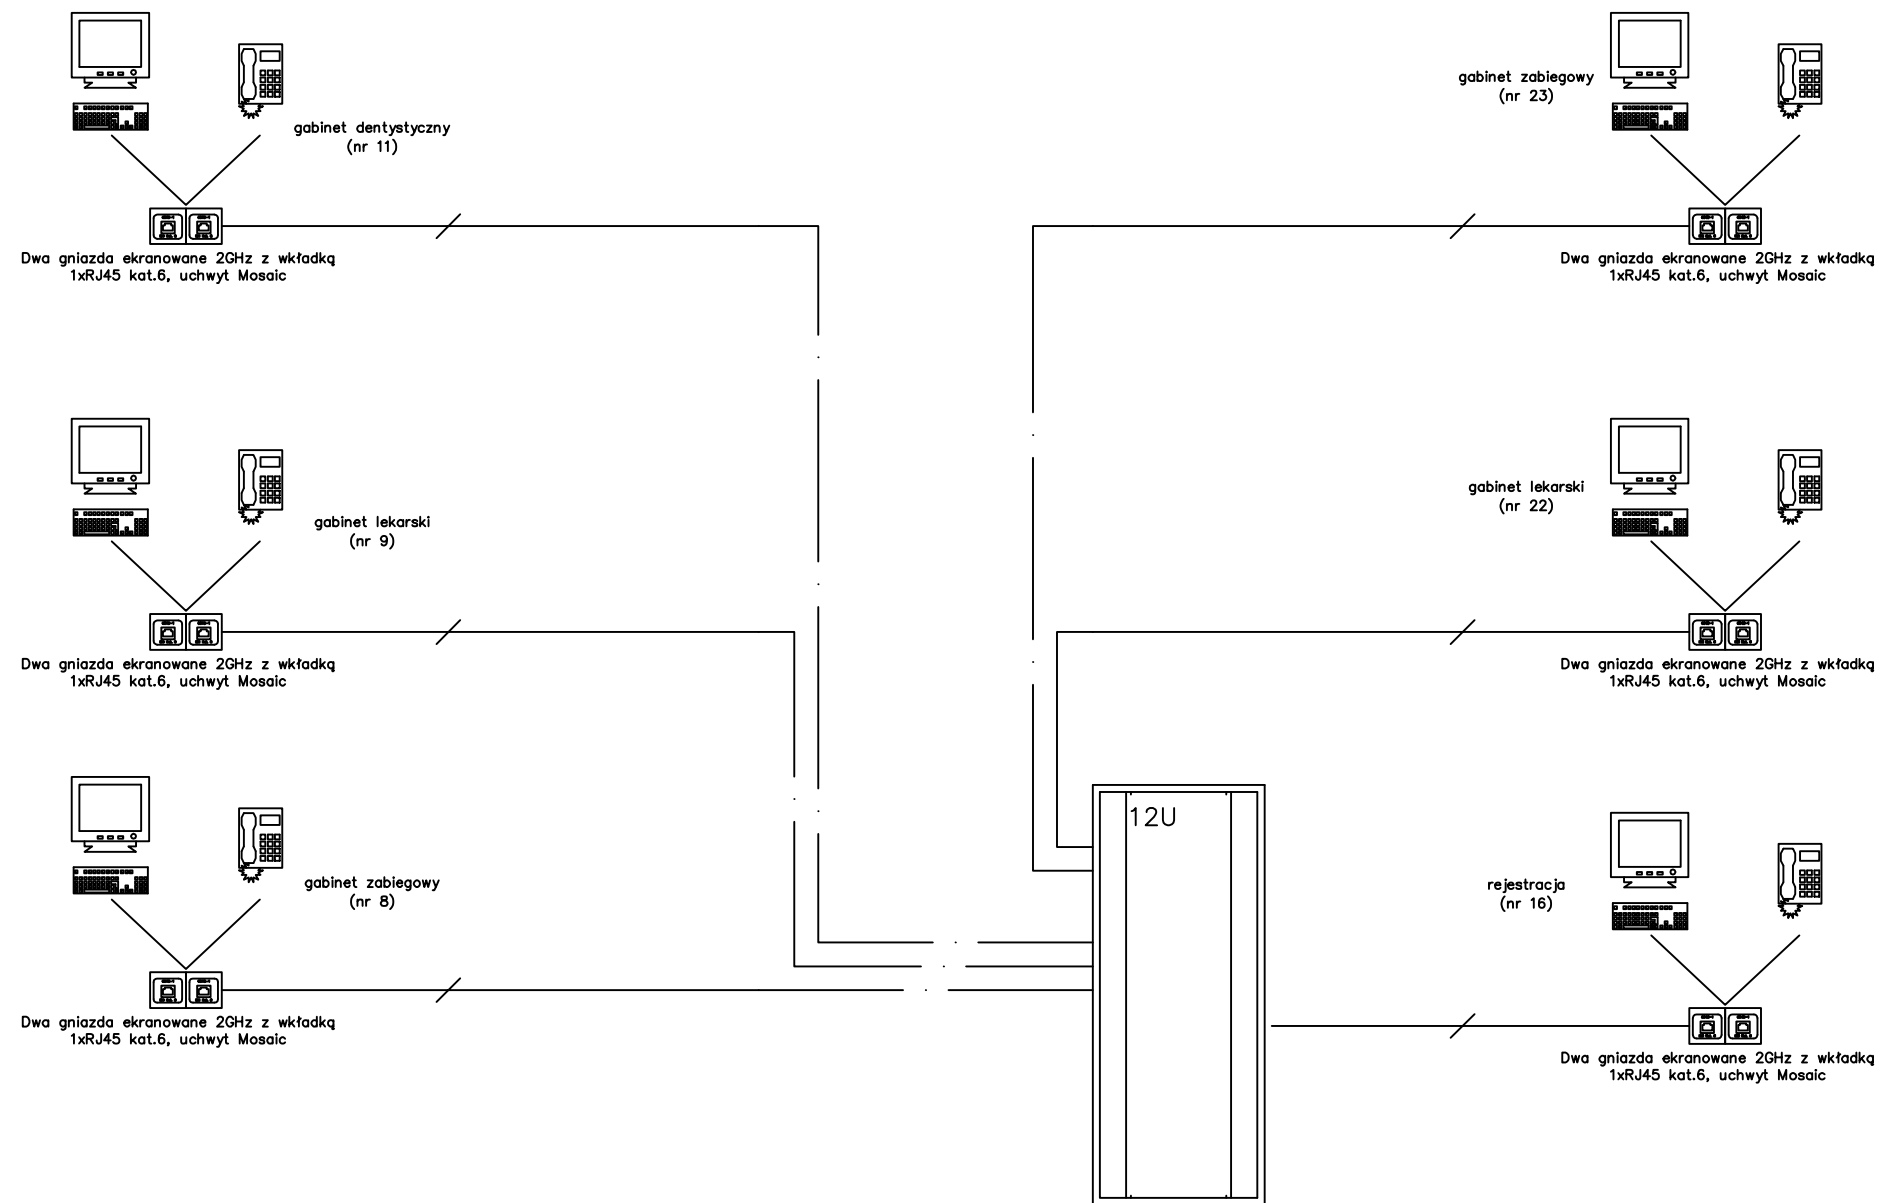 gabinet dentystyczny
(nr 11)
Dwa gniazda ekranowane 2GHz z wkładką
1xRJ45 kat.6, uchwyt Mosaic
gabinet zabiegowy
(nr 23)
Dwa gniazda ekranowane 2GHz z wkładką
1xRJ45 kat.6, uchwyt Mosaic
gabinet lekarski
(nr 9)
Dwa gniazda ekranowane 2GHz z wkładką
1xRJ45 kat.6, uchwyt Mosaic
gabinet lekarski
(nr 22)
Dwa gniazda ekranowane 2GHz z wkładką
1xRJ45 kat.6, uchwyt Mosaic
gabinet zabiegowy
(nr 8)
Dwa gniazda ekranowane 2GHz z wkładką
1xRJ45 kat.6, uchwyt Mosaic
12U
rejestracja
(nr 16)
Dwa gniazda ekranowane 2GHz z wkładką
1xRJ45 kat.6, uchwyt Mosaic